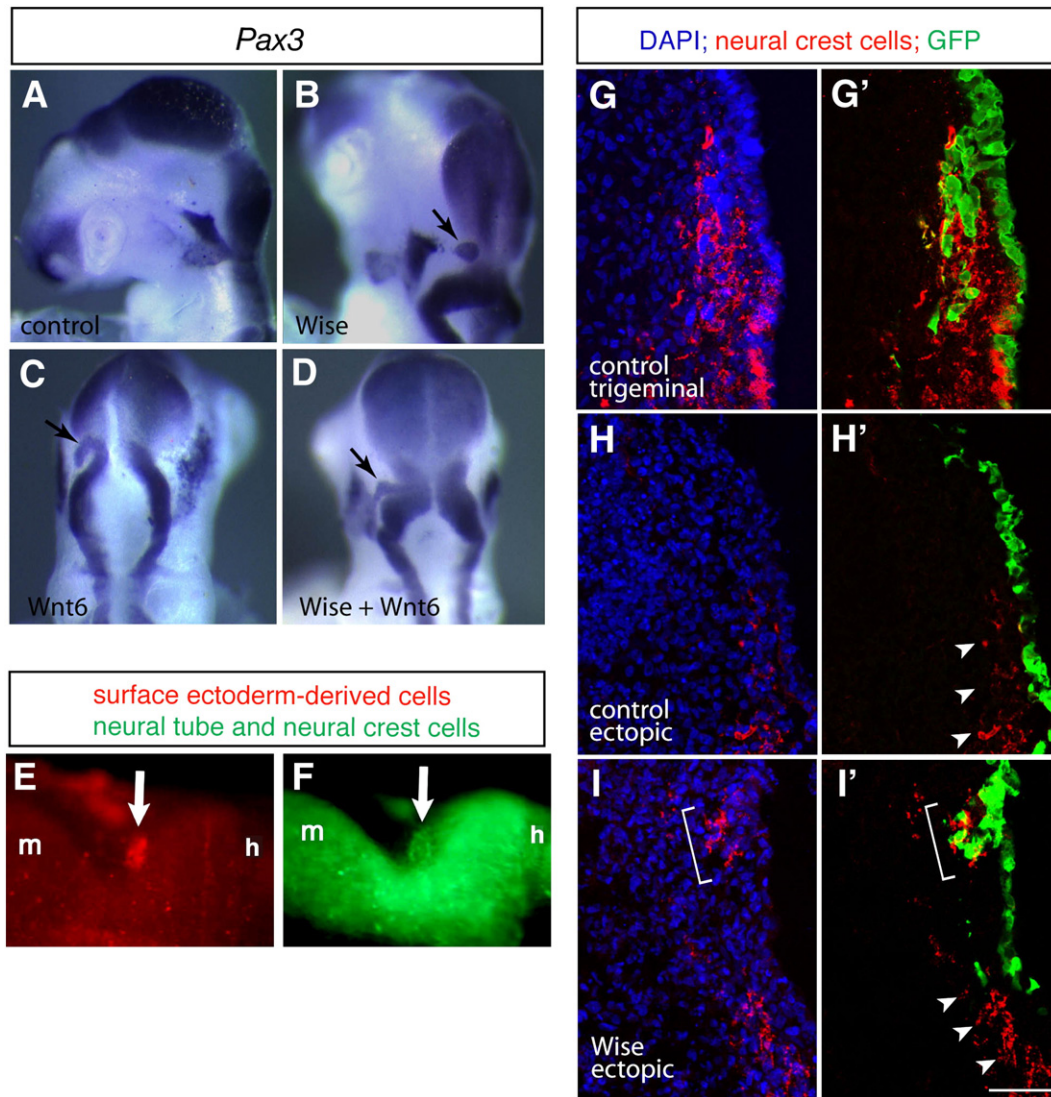 Pax3
A
control
B
Wise
C
Wnt6
D
Wise + Wnt6
surface ectoderm-derived cells
neural tube and neural crest cells
E
m
h
F
m
h
DAPI; neural crest cells; GFP
G
control
trigeminal
G'
H
control
ectopic
H'
I
Wise
ectopic
I'